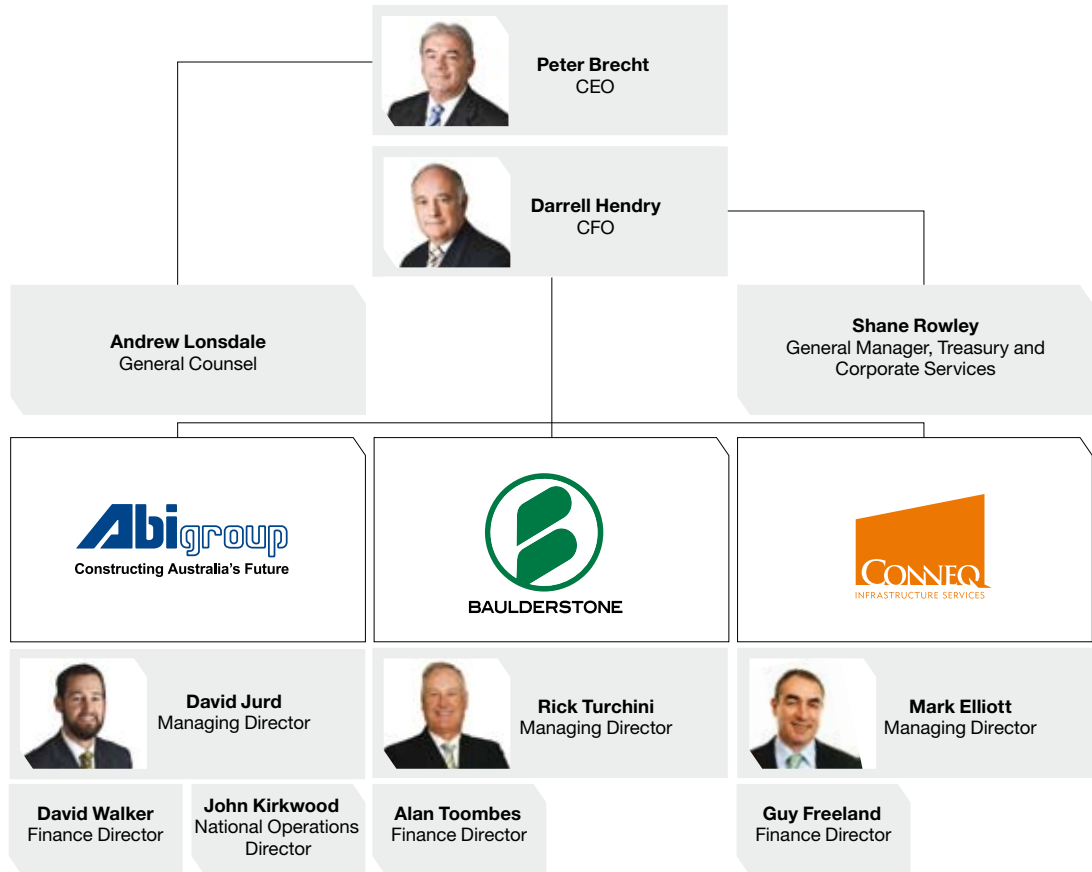 Peter Brecht
CEO
Darrell Hendry
CFO
Andrew Lonsdale
General Counsel
Shane Rowley
General Manager, Treasury and
Corporate Services
Abigroup
Constructing Australia's Future
BAULDERSTONE
CONNEQ
INFRASTRUCTURE SERVICES
David Jurd
Managing Director
Rick Turchini
Managing Director
Mark Elliott
Managing Director
David Walker
Finance Director
John Kirkwood
National Operations
Director
Alan Toombes
Finance Director
Guy Freeland
Finance Director